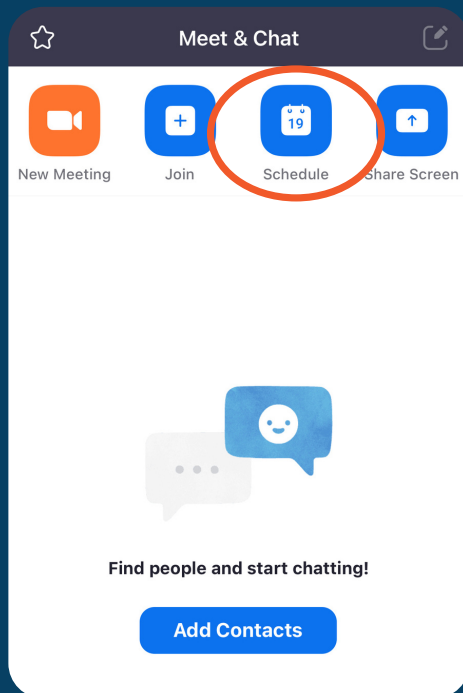 Meet & Chat
19
New Meeting Join Schedule Share Screen
Find people and start chatting!
Add Contacts